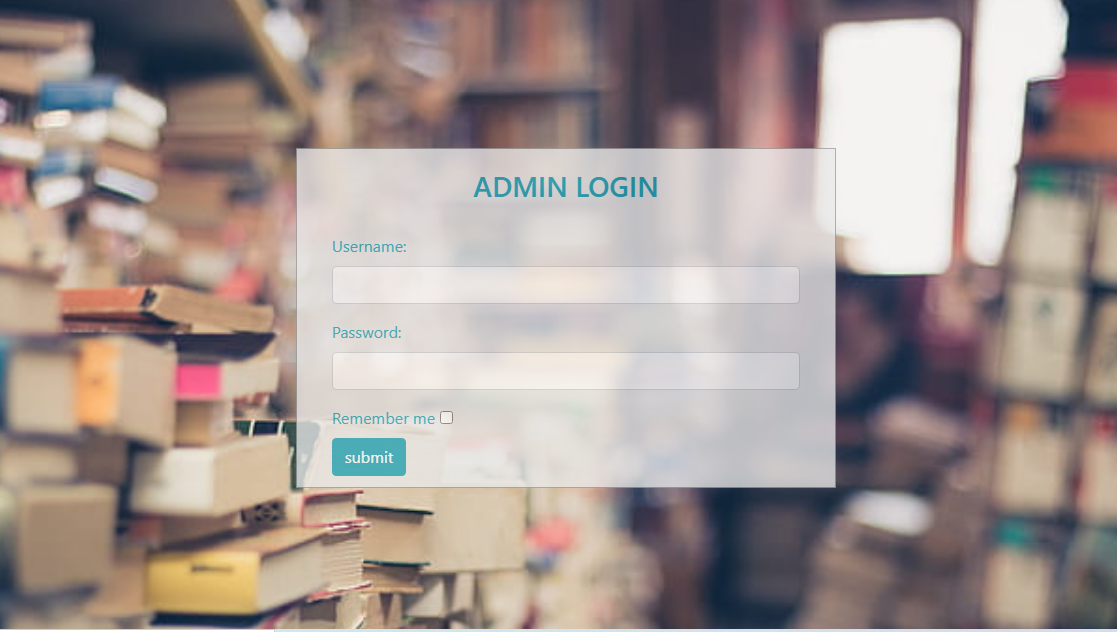 ADMIN LOGIN
Username:
Password:
Remember me
submit